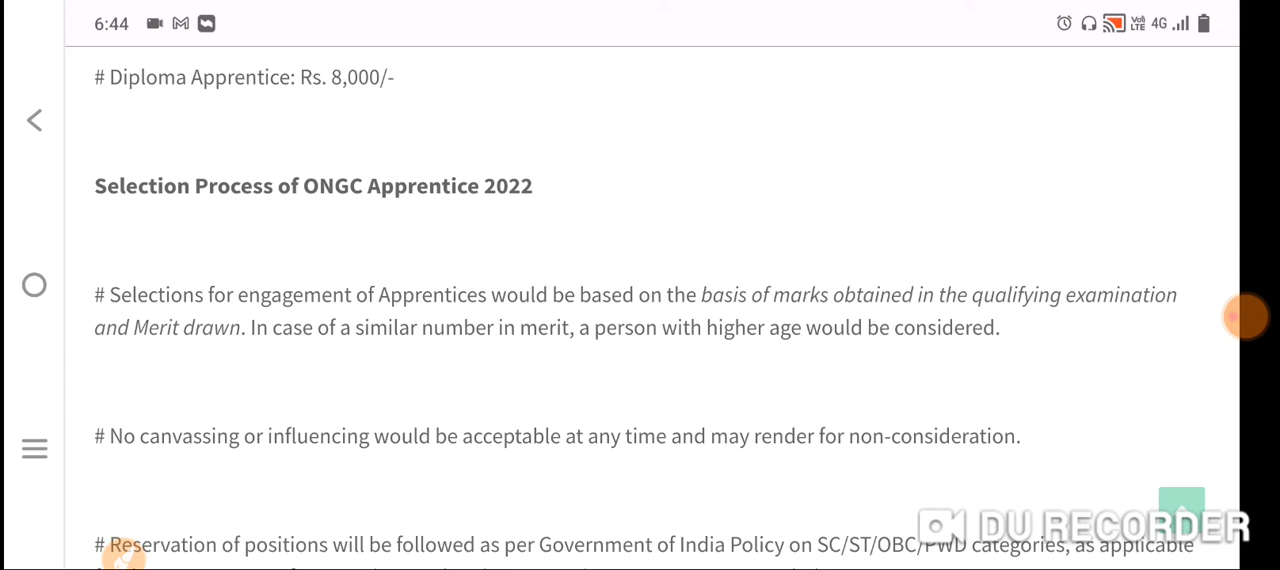 6:44
VoI) LTE 4G
# Diploma Apprentice: Rs. 8,000/-
Selection Process of ONGC Apprentice 2022
# Selections for engagement of Apprentices would be based on the basis of marks obtained in the qualifying examination
and Merit drawn. In case of a similar number in merit, a person with higher age would be considered.
# No canvassing or influencing would be acceptable at any time and may render for non-consideration.
DU RECORDER
# Reservation of positions will be followed as per Government of India Policy on SC/ST/OBC/PWD categories, as applicable